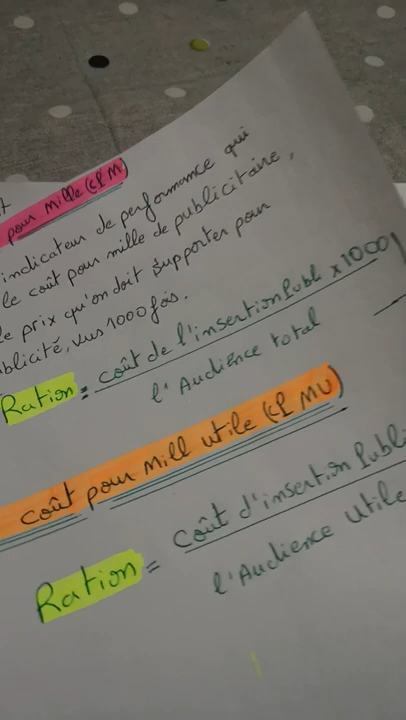 pour Mille (CPM)
indicateur de performance qui
le coût pour mille de publicitaire,
le prix qu'on doit supporter pour
blicité, vus 1000 fois.
Ration = coût de l'insertion Publ x 1000
l'Audience total
coût pour Mill utile (CPMU)
Ration = coût d'insertion Publi
l'Audience utile